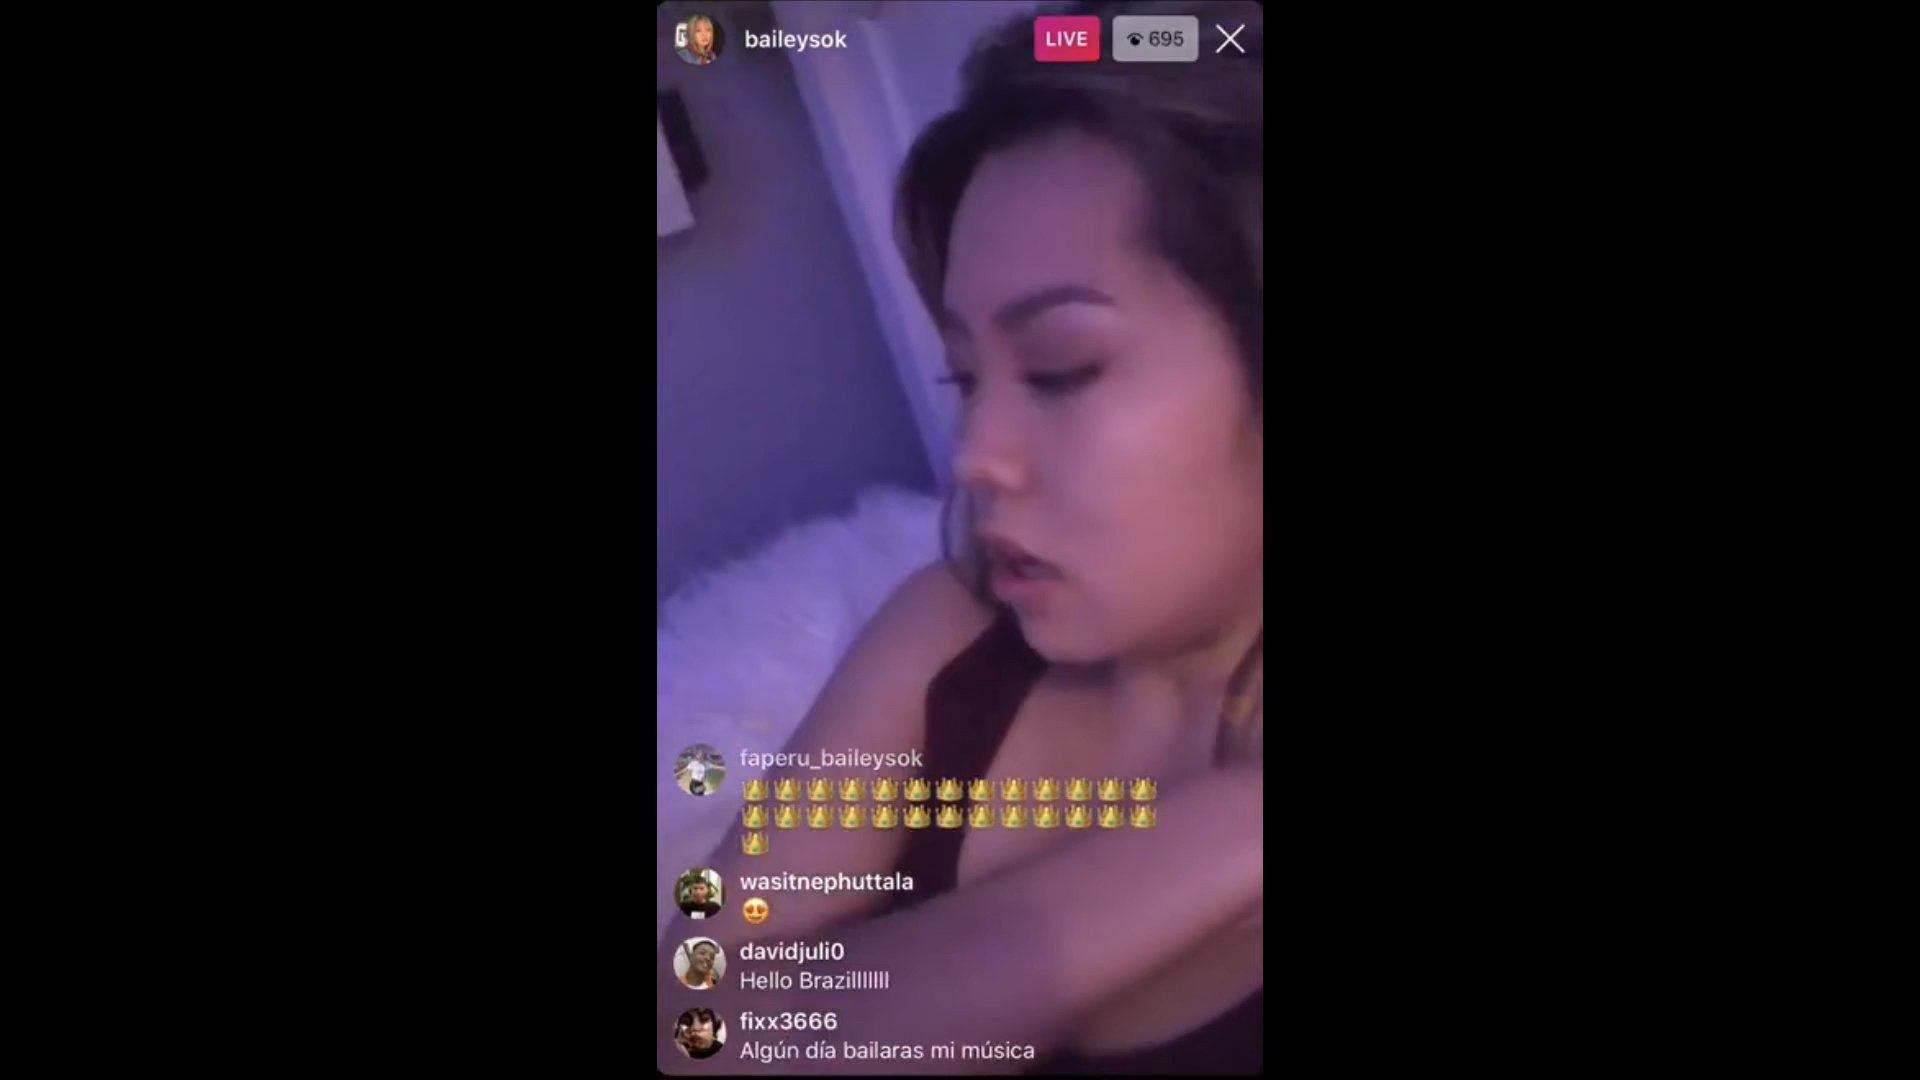 baileysok
LIVE
695
faperu_baileysok
👑👑👑👑👑👑👑👑👑👑👑👑👑
👑👑👑👑👑👑👑👑👑👑👑👑👑
👑
wasitnephuttala
😍
davidjuli0
Hello Brazilllllll
fixx3666
Algún día bailaras mi música